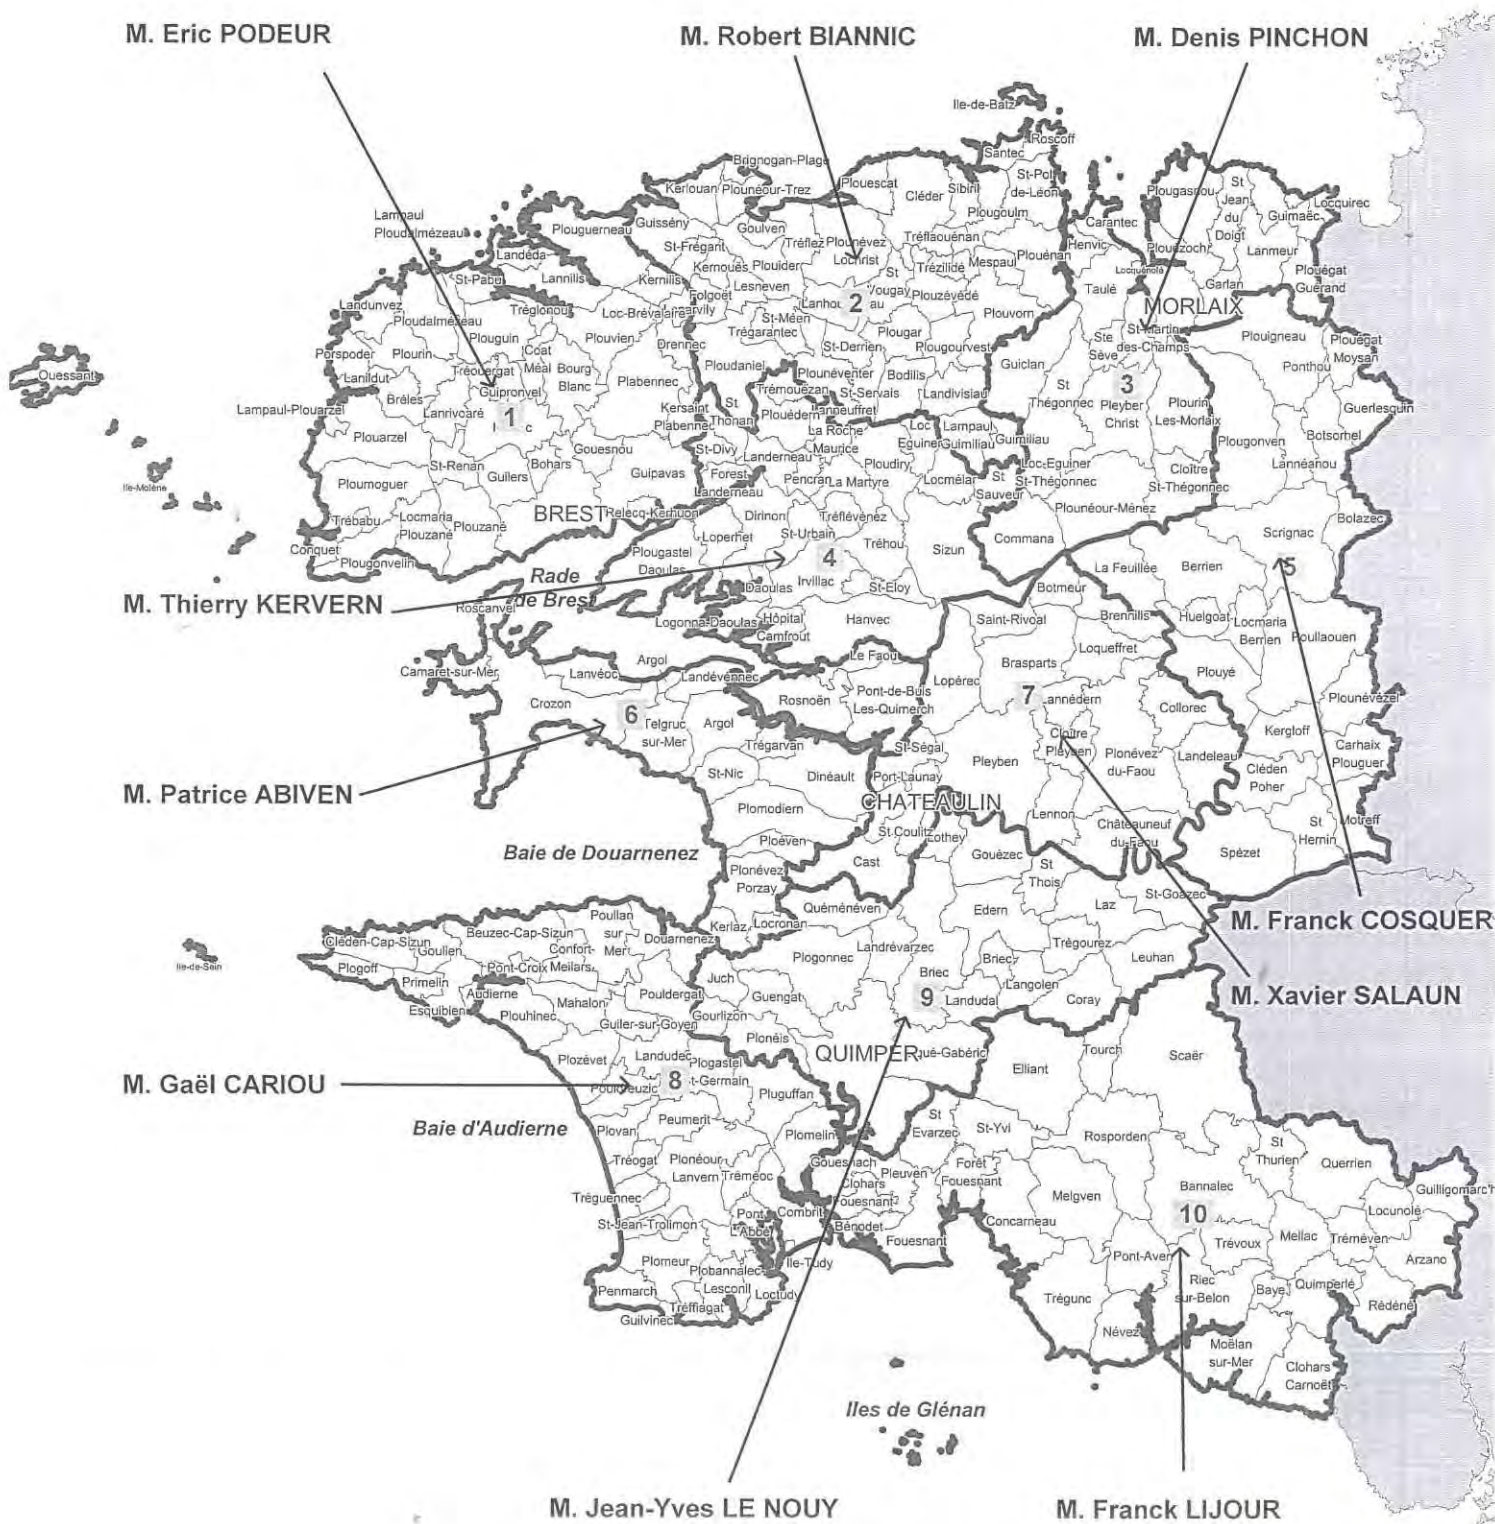 M. Eric PODEUR
M. Robert BIANNIC
M. Denis PINCHON
Ile-de-Batz
Roscoff
Santec
St-Pol
de-Léon
Brignogan-Plage
Kerlouan
Plounéour-Trez
Plouescat
Cléder
Sibiril
Plougoulm
Plougasnou
St
Jean
du
Doigt
Guimaëc
Locquirec
Lanmeur
Carantec
Henvic
Plouézoch
Locquénolé
Garlan
Plouégat
Guérand
Taulé
MORLAIX
Lampaul
Ploudalmézeau
Plouguerneau
Guissény
Goulven
St-Frégant
Tréflez
Plounévez
Lochrist
Tréflaouénan
Plouénan
Landéda
Lannilis
Kernilis
Kernouës
Plouider
St
Vougay
Trézilidé
Mespaul
St-Pabu
Lesneven
Folgoët
Plouzévédé
Plouvorn
Landunvez
Ploudalmézeau
Tréglonou
Loc-Brévalaire
St-Méen
Trégarantec
2
Plougar
Plougourvest
St-Derrien
Ste
Sève
St-Martin
des-Champs
Plouigneau
Plouégat
Moysan
Ponthou
Porspoder
Plourin
Plouguin
Plouvien
Drennec
Coat
Méal
Bourg
Blanc
Tréouergat
Plabennec
Ploudaniel
Plounéventer
Bodilis
Guiclan
3
Ouessant
Lanildut
Guipronvel
Brélès
Trémaouézan
St-Servais
Landivisiau
St
Thégonnec
Pleyber
Christ
Plourin
Les-Morlaix
Guerlesquin
Lampaul-Plouarzel
Lanrivoaré
1
Kersaint
Plabennec
St
Thonan
Plouédern
Lanneuffret
La Roche
Maurice
Loc
Eguiner
Lampaul
Guimiliau
Guimiliau
Plougonven
Botsorhel
Plouarzel
Gouesnou
St-Divy
Landerneau
Ploudiry
Loc-Eguiner
St-Thégonnec
Lannéanou
St-Renan
Bohars
Guilers
Guipavas
Forest
Landerneau
Pencran
La Martyre
Locmélar
St
Sauveur
Cloître
St-Thégonnec
Ile-Molène
Ploumoguer
BREST
Relecq-Kerhuon
Dirinon
Tréflévénez
Plounéour-Ménez
Trébabu
Locmaria
Plouzané
Plouzané
Loperhet
St-Urbain
Tréhou
Sizun
Commana
Bolazec
Scrignac
Conquet
Plougonvelin
Plougastel
Daoulas
4
La Feuillée
Berrien
5
Rade
de Brest
Daoulas
Irvillac
St-Eloy
Botmeur
M. Thierry KERVERN
Roscanvel
Logonna-Daoulas
Hôpital
Camfrout
Hanvec
Saint-Rivoal
Brennilis
Huelgoat
Locmaria
Berrien
Poullaouen
Loqueffret
Camaret-sur-Mer
Argol
Lanvéoc
Landévennec
Le Faou
Brasparts
Plouyé
Crozon
Rosnoën
Pont-de-Buis
Les-Quimerch
Lopérec
7
Lannédern
Collorec
Plounévézel
6
Telgruc
sur-Mer
Argol
Cloître
Pleyben
Kergloff
Carhaix
Plouguer
Trégarvan
St-Ségal
Pleyben
Plonévez
du-Faou
Landeleau
St-Nic
Dinéault
Port-Launay
Cléden
Poher
M. Patrice ABIVEN
CHATEAULIN
Plomodiern
Lennon
Châteauneuf
du-Faou
St
Hernin
Motreff
St-Coulitz
Lothey
Spézet
Ploéven
Gouézec
Baie de Douarnenez
Cast
St
Thois
Plonévez
Porzay
St-Goazec
Quéménéven
Edern
Laz
M. Franck COSQUER
Kerlaz
Locronan
Poullan
sur
Mer
Beuzec-Cap-Sizun
Douarnenez
Cléden-Cap-Sizun
Goulien
Confort-
Meilars
Pont-Croix
Landrévarzec
Trégourez
Leuhan
Ile-de-Sein
Plogoff
Primelin
Plogonnec
Briec
Briec
Langolen
Esquibien
Audierne
Mahalon
Pouldergat
Juch
Guengat
9
Landudal
Coray
M. Xavier SALAUN
Plouhinec
Guiler-sur-Goyen
Gourlizon
Plonéis
QUIMPER
Tourch
Scaër
Plozévet
Landudec
Plogastel
St-Germain
Elliant
M. Gaël CARIOU
Pouldreuzic
8
Pluguffan
Baie d'Audierne
Peumerit
Plovan
Plomelin
St
Evarzec
St-Yvi
Rosporden
St
Thurien
Querrien
Tréogat
Plonéour
Lanvern
Tréméoc
Gouesnach
Pleuven
Forêt
Fouesnant
Clohars
Fouesnant
Melgven
Bannalec
Guilligomarc'h
Tréguennec
Combrit
Locunolé
St-Jean-Trolimon
Pont
L'Abbé
Bénodet
Fouesnant
Concarneau
10
Trévoux
Mellac
Tréméven
Plomeur
Plobannalec-
Lesconil
Ile-Tudy
Pont-Aven
Arzano
Penmarch
Loctudy
Trégunc
Riec
sur-Belon
Baye
Quimperlé
Rédéné
Guilvinec
Treffiagat
Névez
Moëlan
sur-Mer
Clohars
Carnoët
Iles de Glénan
M. Jean-Yves LE NOUY
M. Franck LIJOUR